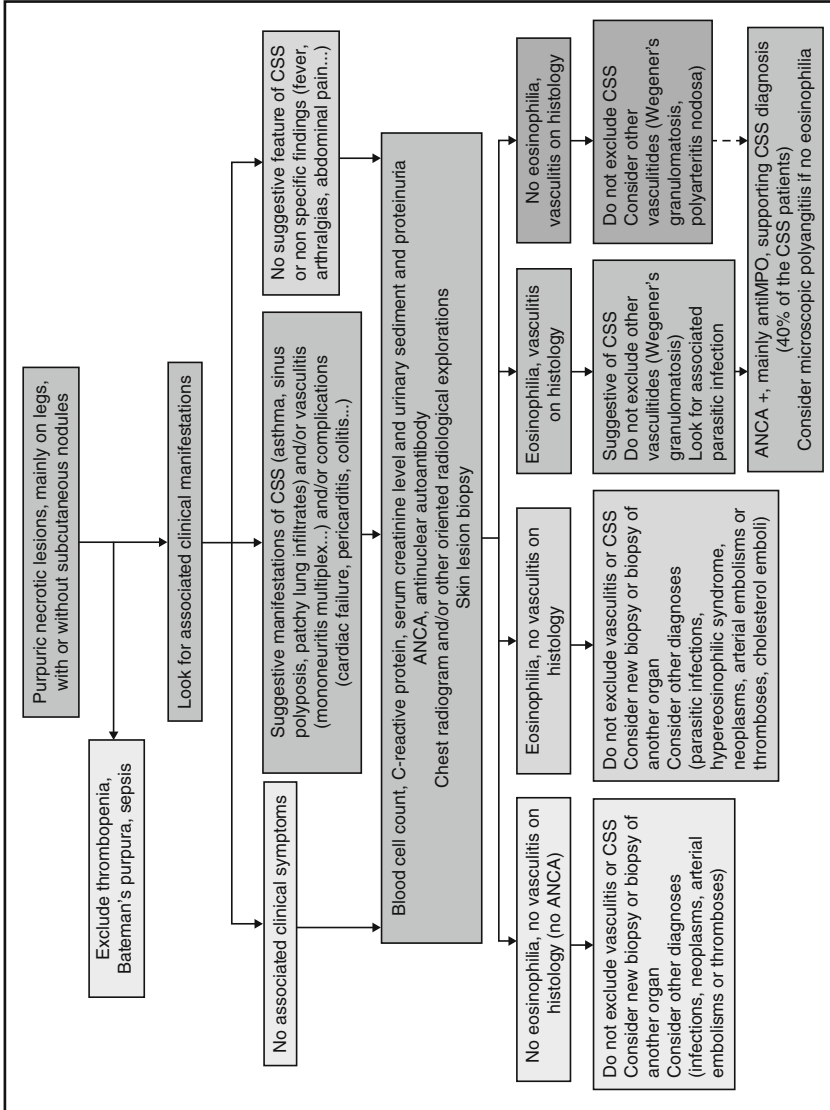 Purpuric necrotic lesions, mainly on legs,
with or without subcutaneous nodules
Exclude thrombopenia,
Bateman's purpura, sepsis
Look for associated clinical manifestations
No associated clinical symptoms
Suggestive manifestations of CSS (asthma, sinus
polyposis, patchy lung infiltrates) and/or vasculitis
(mononeuritis multiplex...) and/or complications
(cardiac failure, pericarditis, colitis...)
No suggestive feature of CSS
or non specific findings (fever,
arthralgias, abdominal pain...)
Blood cell count, C-reactive protein, serum creatinine level and urinary sediment and proteinuria
ANCA, antinuclear autoantibody
Chest radiogram and/or other oriented radiological explorations
Skin lesion biopsy
No eosinophilia, no vasculitis on
histology (no ANCA)
Eosinophilia, no vasculitis on
histology
Eosinophilia, vasculitis
on histology
No eosinophilia,
vasculitis on histology
Do not exclude vasculitis or CSS
Consider new biopsy or biopsy of
another organ
Consider other diagnoses
(infections, neoplasms, arterial
embolisms or thromboses)
Do not exclude vasculitis or CSS
Consider new biopsy or biopsy of
another organ
Consider other diagnoses
(parasitic infections,
hypereosinophilic syndrome,
neoplasms, arterial embolisms or
thromboses, cholesterol emboli)
Suggestive of CSS
Do not exclude other
vasculitides (Wegener's
granulomatosis)
Look for associated
parasitic infection
Do not exclude CSS
Consider other
vasculitides (Wegener's
granulomatosis,
polyarteritis nodosa)
ANCA +, mainly antiMPO, supporting CSS diagnosis
(40% of the CSS patients)
Consider microscopic polyangitis if no eosinophilia